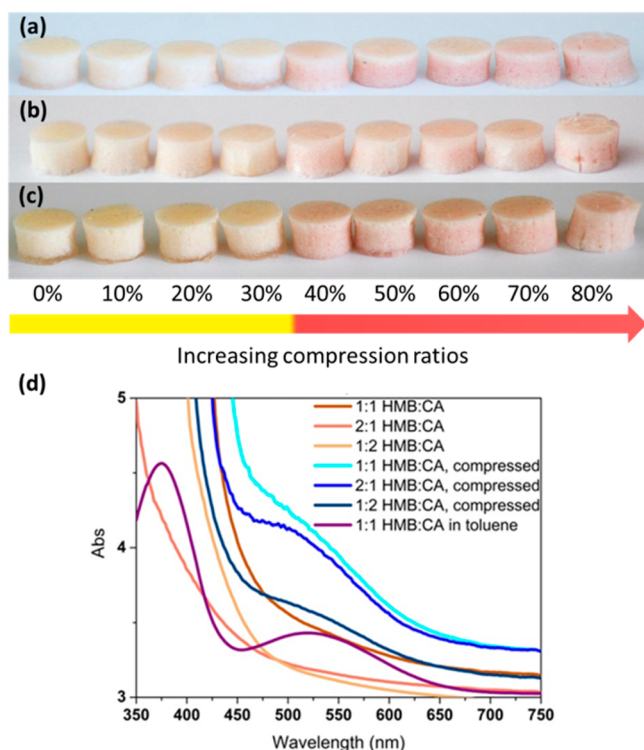 (a)
(b)
(c)
0% 10% 20% 30% 40% 50% 60% 70% 80%
Increasing compression ratios
(d)
5
4
3
Abs
1:1 HMB:CA
2:1 HMB:CA
1:2 HMB:CA
1:1 HMB:CA, compressed
2:1 HMB:CA, compressed
1:2 HMB:CA, compressed
1:1 HMB:CA in toluene
350 400 450 500 550 600 650 700 750
Wavelength (nm)